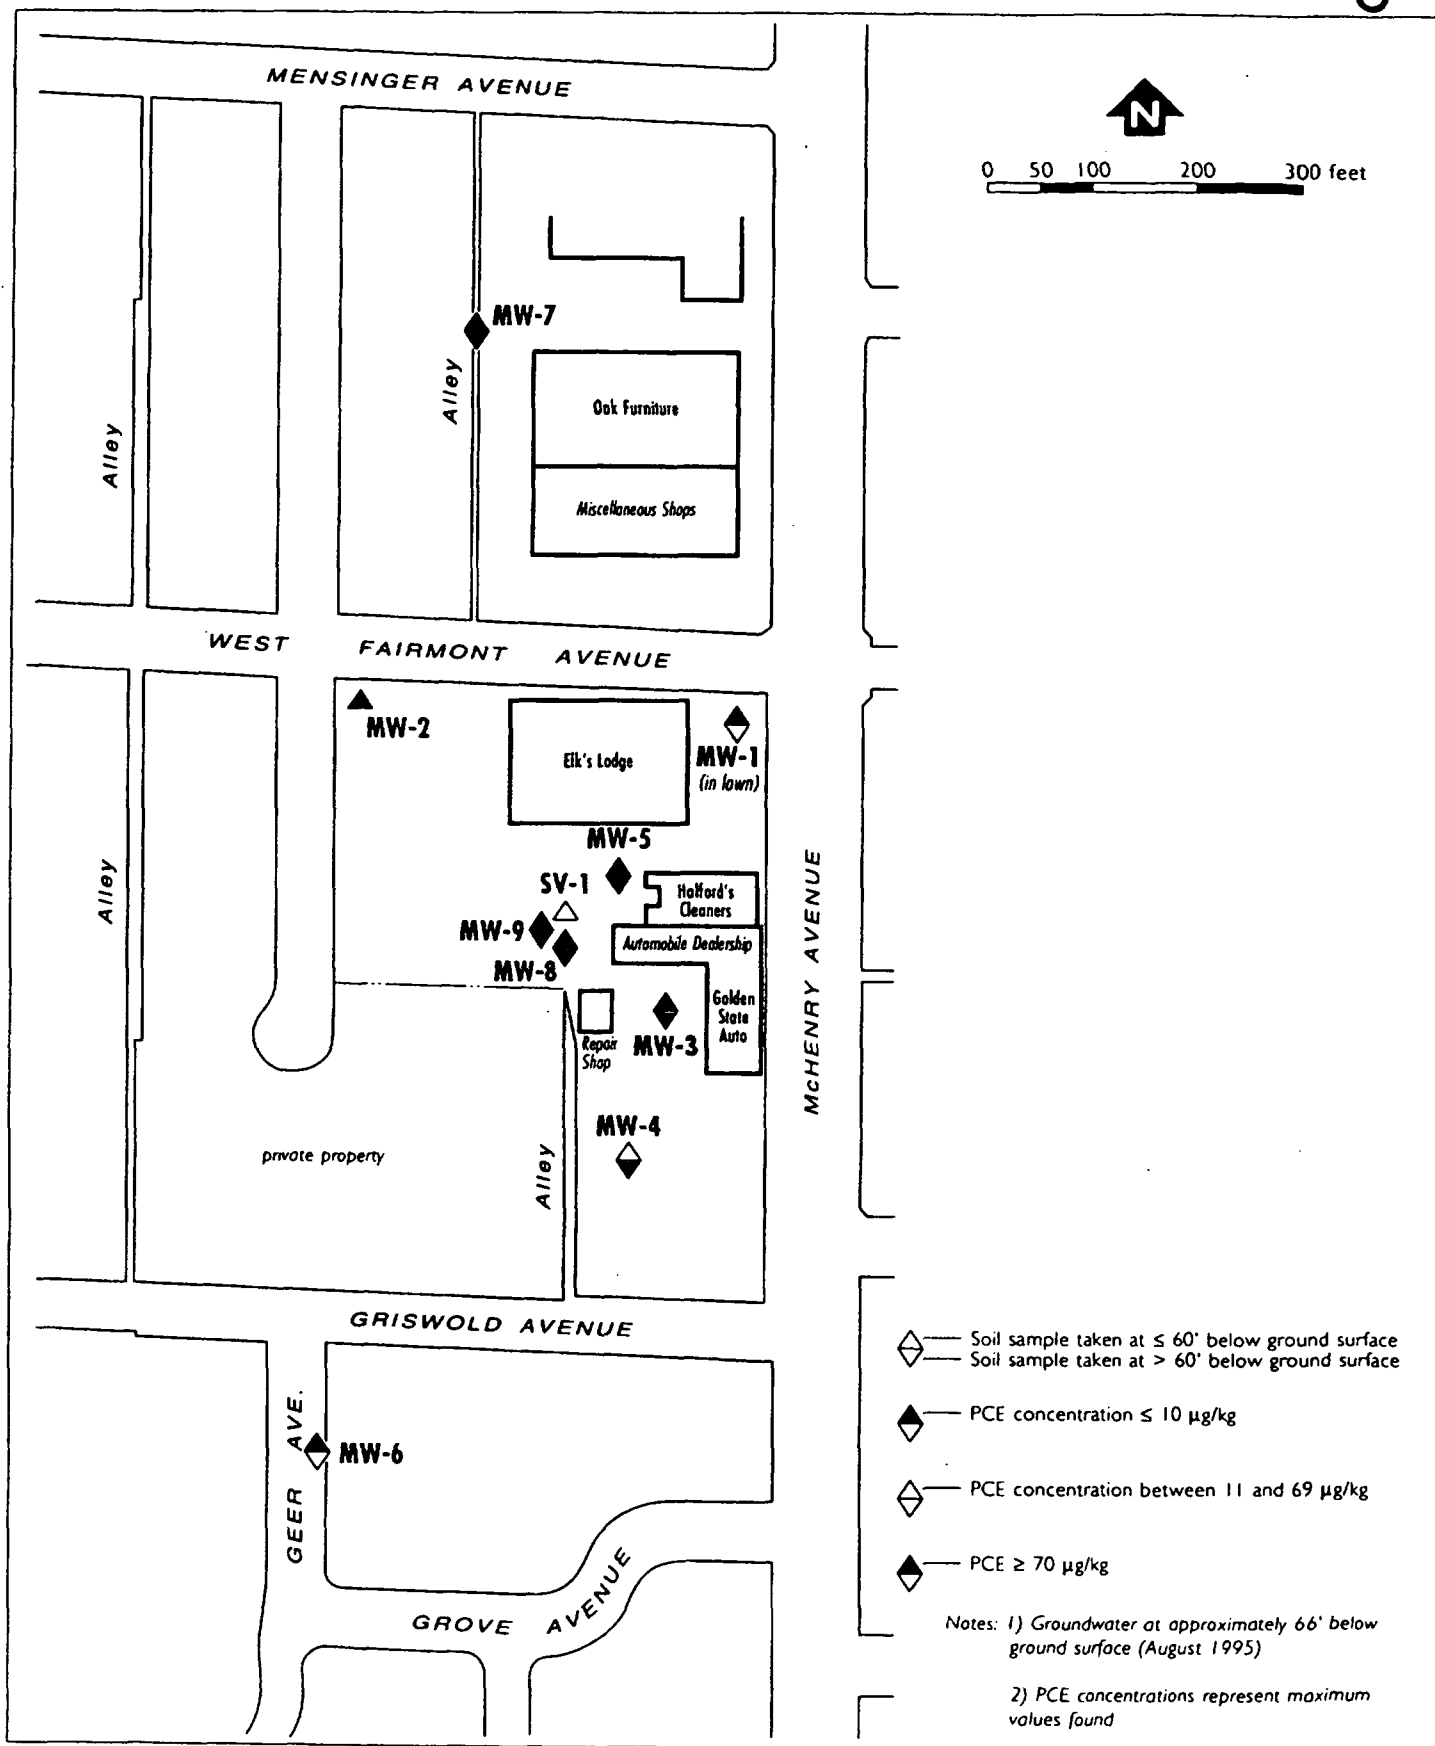 MENSINGER AVENUE
N
0 50 100 200 300 feet
MW-7
Alley
Oak Furniture
Alley
Miscellaneous Shops
WEST FAIRMONT AVENUE
MW-2
Elk's Lodge
MW-1
(in lawn)
MW-5
SV-1
Halford's
Cleaners
Alley
MW-9
Automobile Dealership
MW-8
McHENRY AVENUE
Golden
State
Auto
Repair
Shop
MW-3
MW-4
private property
Alley
GRISWOLD AVENUE
Soil sample taken at ≤ 60' below ground surface
Soil sample taken at > 60' below ground surface
PCE concentration ≤ 10 µg/kg
GEER AVE.
MW-6
PCE concentration between 11 and 69 µg/kg
PCE ≥ 70 µg/kg
GROVE AVENUE
Notes: 1) Groundwater at approximately 66' below
ground surface (August 1995)
2) PCE concentrations represent maximum
values found